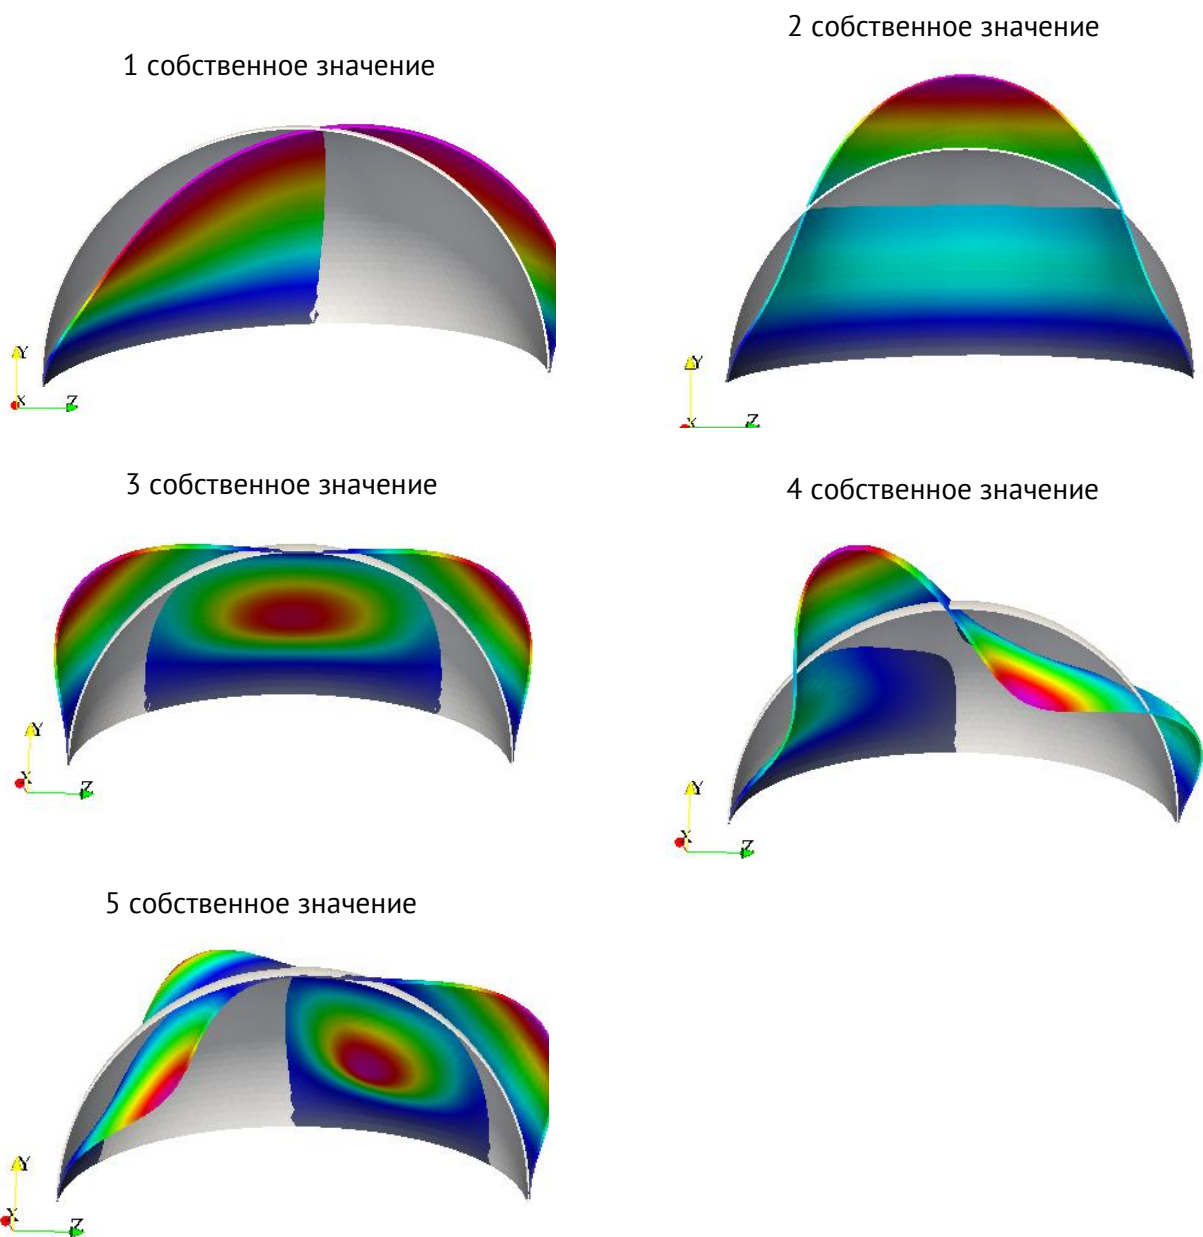 1 собственное значение
2 собственное значение
Y
X
Z
Y
X
Z
3 собственное значение
4 собственное значение
Y
X
Z
Y
X
Z
5 собственное значение
Y
X
Z